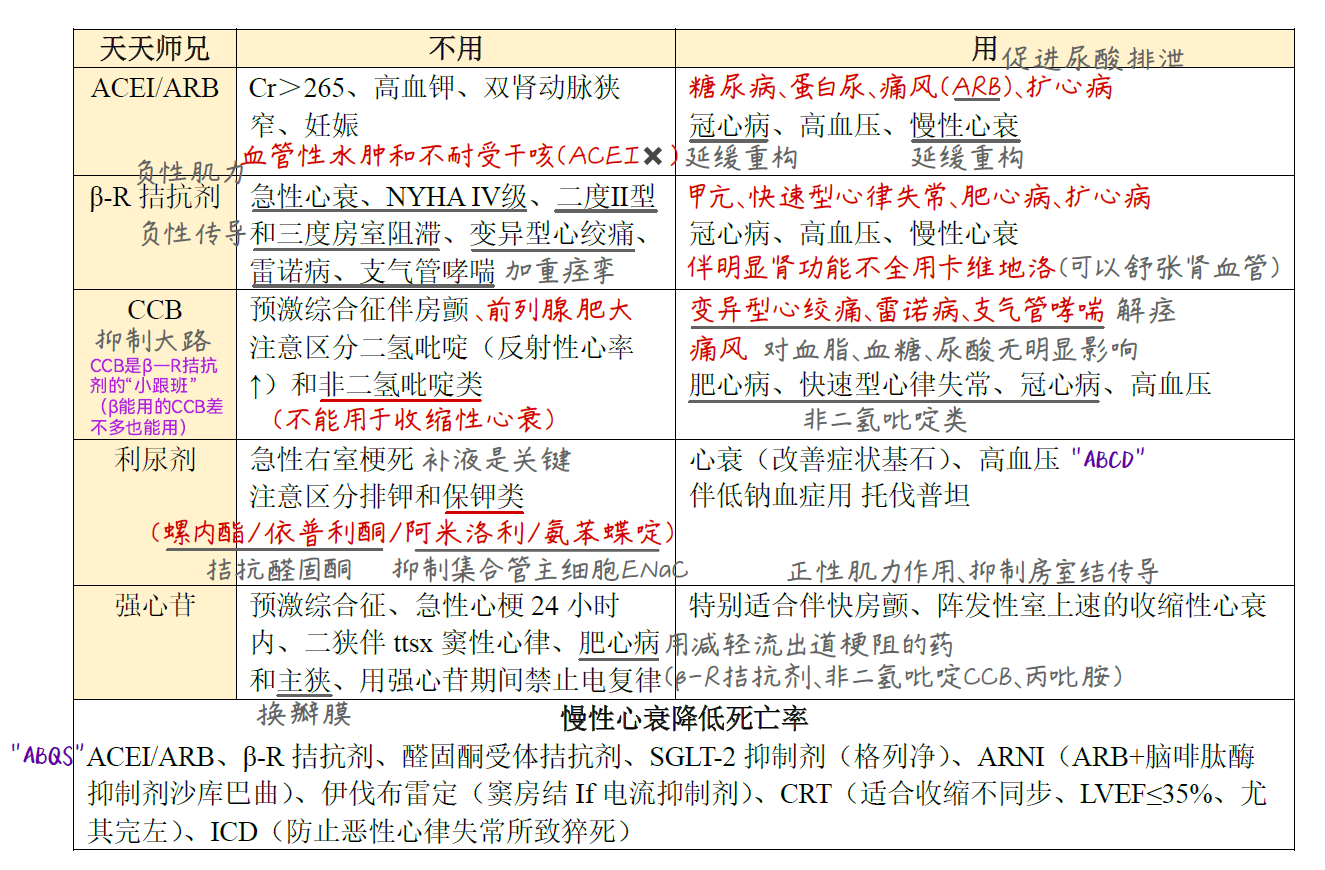 天天师兄 不用 用 促进尿酸排泄
ACEI/ARB
Cr＞265、高血钾、双肾动脉狭
窄、妊娠
血管性水肿和不耐受干咳(ACEI✖)
糖尿病、蛋白尿、痛风(ARB)、扩心病
冠心病、高血压、慢性心衰
延缓重构 延缓重构
负性肌力
β-R 拮抗剂
负性传导
急性心衰、NYHA IV级、二度II型
和三度房室阻滞、变异型心绞痛、
雷诺病、支气管哮喘 加重痉挛
甲亢、快速型心律失常、肥心病、扩心病
冠心病、高血压、慢性心衰
伴明显肾功能不全用卡维地洛(可以舒张肾血管)
CCB
抑制大路
CCB是β—R拮抗
剂的“小跟班”
（β能用的CCB差
不多也能用）
预激综合征伴房颤、前列腺肥大
注意区分二氢吡啶（反射性心率
↑）和非二氢吡啶类
(不能用于收缩性心衰)
变异型心绞痛、雷诺病、支气管哮喘 解痉
痛风 对血脂、血糖、尿酸无明显影响
肥心病、快速型心律失常、冠心病、高血压
非二氢吡啶类
利尿剂
急性右室梗死 补液是关键
注意区分排钾和保钾类
(螺内酯/依普利酮/阿米洛利/氨苯蝶啶)
拮抗醛固酮 抑制集合管主细胞ENaC
心衰（改善症状基石）、高血压 "ABCD"
伴低钠血症用 托伐普坦
正性肌力作用、抑制房室结传导
强心苷
预激综合征、急性心梗 24 小时
内、二狭伴 ttsx 窦性心律、肥心病
和主狭、用强心苷期间禁止电复律
换瓣膜
特别适合伴快房颤、阵发性室上速的收缩性心衰
用减轻流出道梗阻的药
(β-R拮抗剂、非二氢吡啶CCB、丙吡胺)
慢性心衰降低死亡率
"ABQS" ACEI/ARB、β-R 拮抗剂、醛固酮受体拮抗剂、SGLT-2 抑制剂（格列净）、ARNI（ARB+脑啡肽酶
抑制剂沙库巴曲）、伊伐布雷定（窦房结 If 电流抑制剂）、CRT（适合收缩不同步、LVEF≤35%、尤
其完左）、ICD（防止恶性心律失常所致猝死）